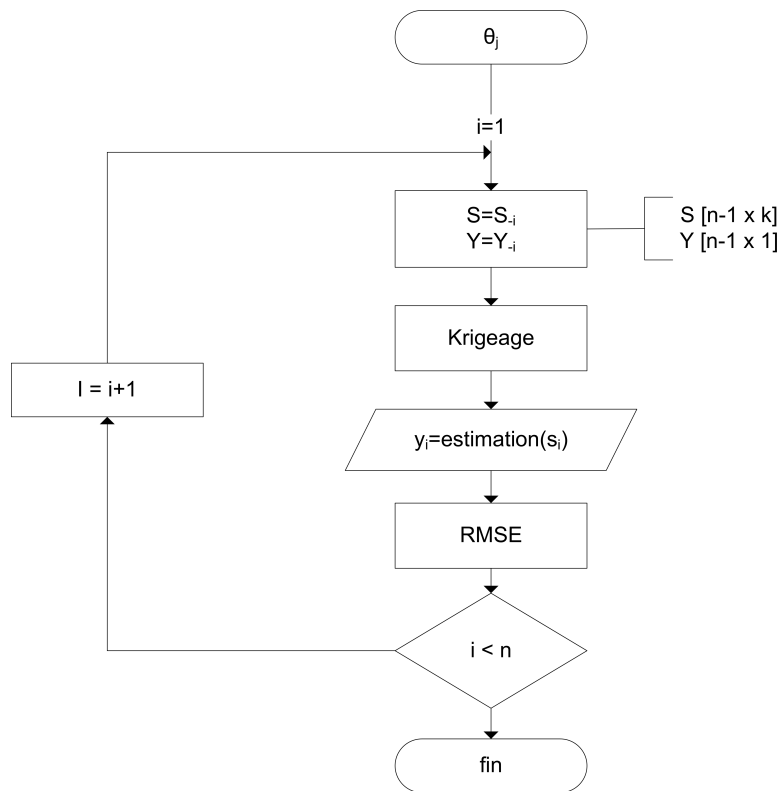 θj
i=1
S=S-i
Y=Y-i
S [n-1 x k]
Y [n-1 x 1]
Krigeage
I = i+1
yi=estimation(si)
RMSE
i < n
fin